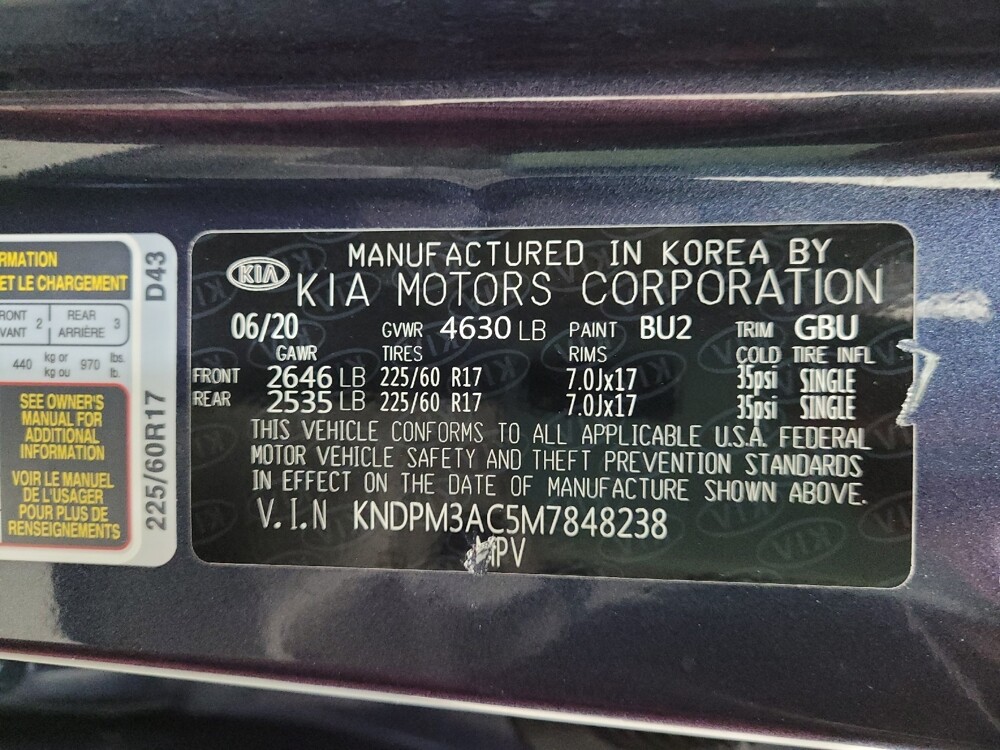 RMATION
ET LE CHARGEMENT
RONT 2 REAR 3
VANT ARRIÈRE
440 kg or kg ou 970 lbs. lb.
SEE OWNER'S
MANUAL FOR
ADDITIONAL
INFORMATION
VOIR LE MANUEL
DE L'USAGER
POUR PLUS DE
RENSEIGNEMENTS
225/60R17 D43
KIA
MANUFACTURED IN KOREA BY
KIA MOTORS CORPORATION
06/20 GVWR 4630 LB PAINT BU2 TRIM GBU
GAWR TIRES RIMS COLD TIRE INFL
FRONT 2646 LB 225/60 R17 7.0Jx17 35psi SINGLE
REAR 2535 LB 225/60 R17 7.0Jx17 35psi SINGLE
THIS VEHICLE CONFORMS TO ALL APPLICABLE U.S.A. FEDERAL
MOTOR VEHICLE SAFETY AND THEFT PREVENTION STANDARDS
IN EFFECT ON THE DATE OF MANUFACTURE SHOWN ABOVE.
V.I.N KNDPM3AC5M7848238
MPV